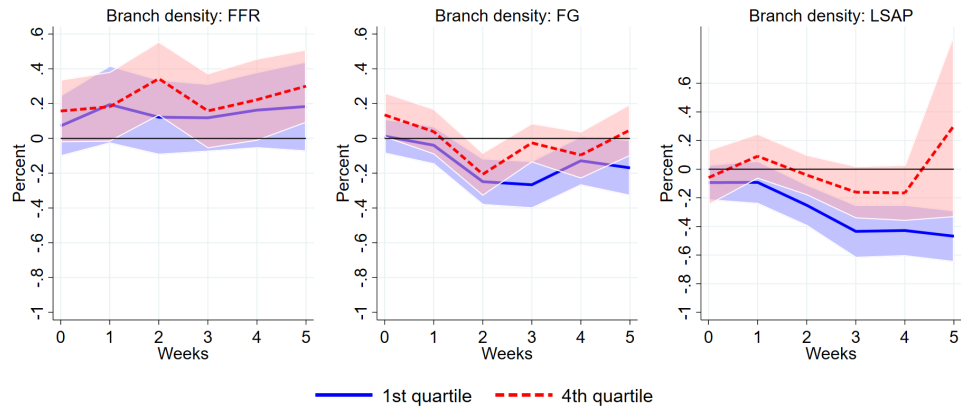 Branch density: FFR
Branch density: FG
Branch density: LSAP
Percent
.6
.4
.2
0
-.2
-.4
-.6
-.8
-1
0 1 2 3 4 5
Weeks
Percent
.6
.4
.2
0
-.2
-.4
-.6
-.8
-1
0 1 2 3 4 5
Weeks
Percent
.6
.4
.2
0
-.2
-.4
-.6
-.8
-1
0 1 2 3 4 5
Weeks
1st quartile
4th quartile